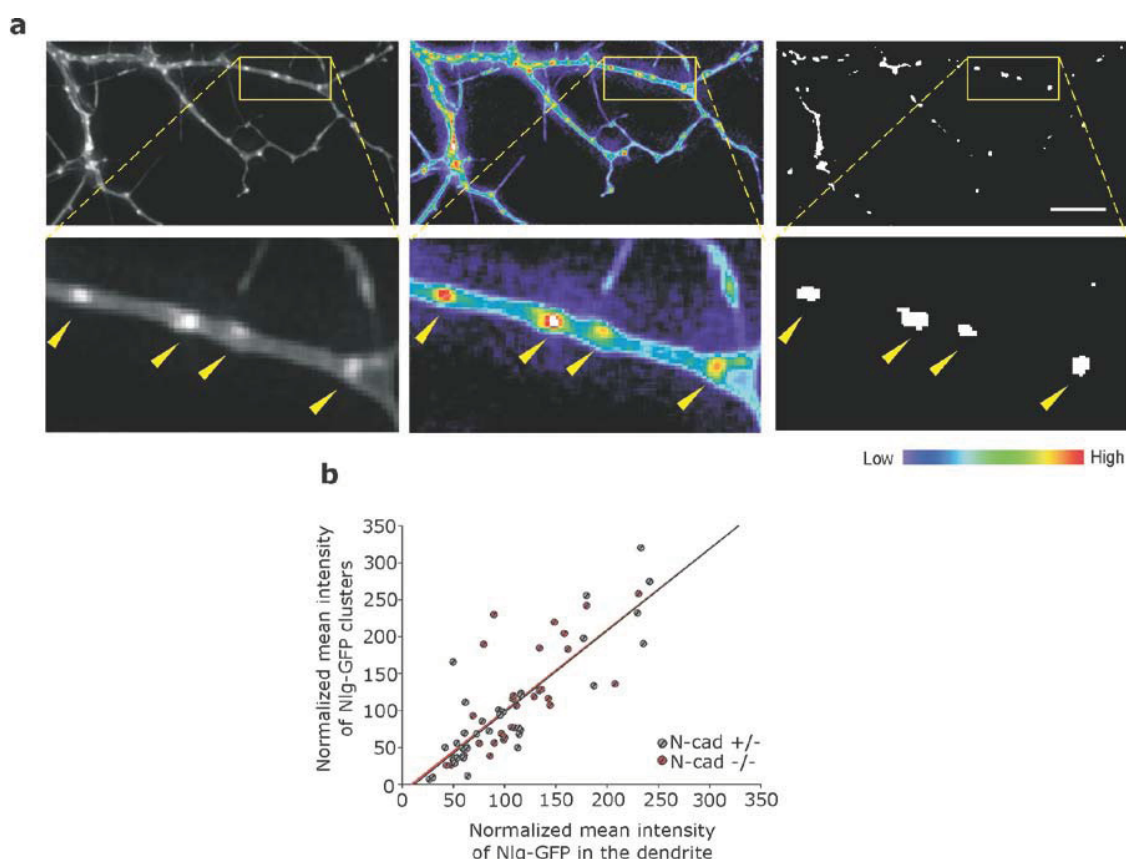 a
Low High
b
Normalized mean intensity
of Nlg-GFP clusters
350
300
250
200
150
100
50
0
N-cad +/-
N-cad -/-
0 50 100 150 200 250 300 350
Normalized mean intensity
of Nlg-GFP in the dendrite